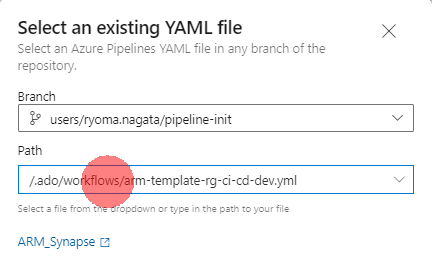 Select an existing YAML file
Select an Azure Pipelines YAML file in any branch of the
repository.
Branch
users/ryoma.nagata/pipeline-init
Path
/.ado/workflows/arm-template-rg-ci-cd-dev.yml
Select a file from the dropdown or type in the path to your file
ARM_Synapse